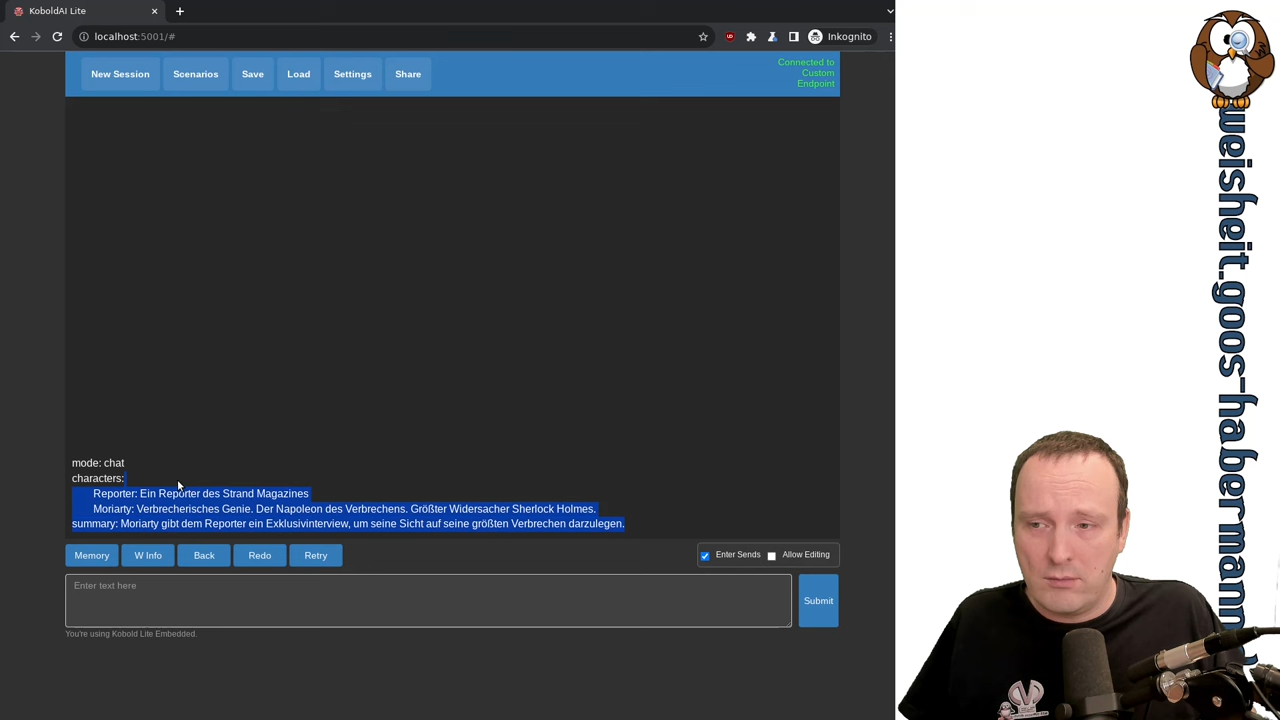 KoboldAI Lite
localhost:5001/#
Inkognito
New Session
Scenarios
Save
Load
Settings
Share
Connected to
Custom
Endpoint
mode: chat
characters:
Reporter: Ein Reporter des Strand Magazines
Moriarty: Verbrecherisches Genie. Der Napoleon des Verbrechens. Größter Widersacher Sherlock Holmes.
summary: Moriarty gibt dem Reporter ein Exklusivinterview, um seine Sicht auf seine größten Verbrechen darzulegen.
Memory
W Info
Back
Redo
Retry
Enter Sends
Allow Editing
Enter text here
Submit
You're using Kobold Lite Embedded.